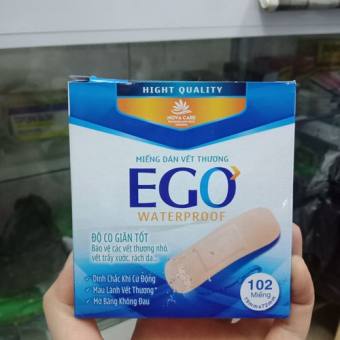 HIGHT QUALITY
NOVA CARE
MIẾNG DÁN VẾT THƯƠNG
EGO
WATERPROOF
ĐỘ CO GIÃN TỐT
Bảo vệ các vết thương nhỏ,
vết trầy xước, rách da...
Dính Chắc Khi Cử Động
Mau Lành Vết Thương
Mở Băng Không Đau
102
Miếng
19mm x 72mm